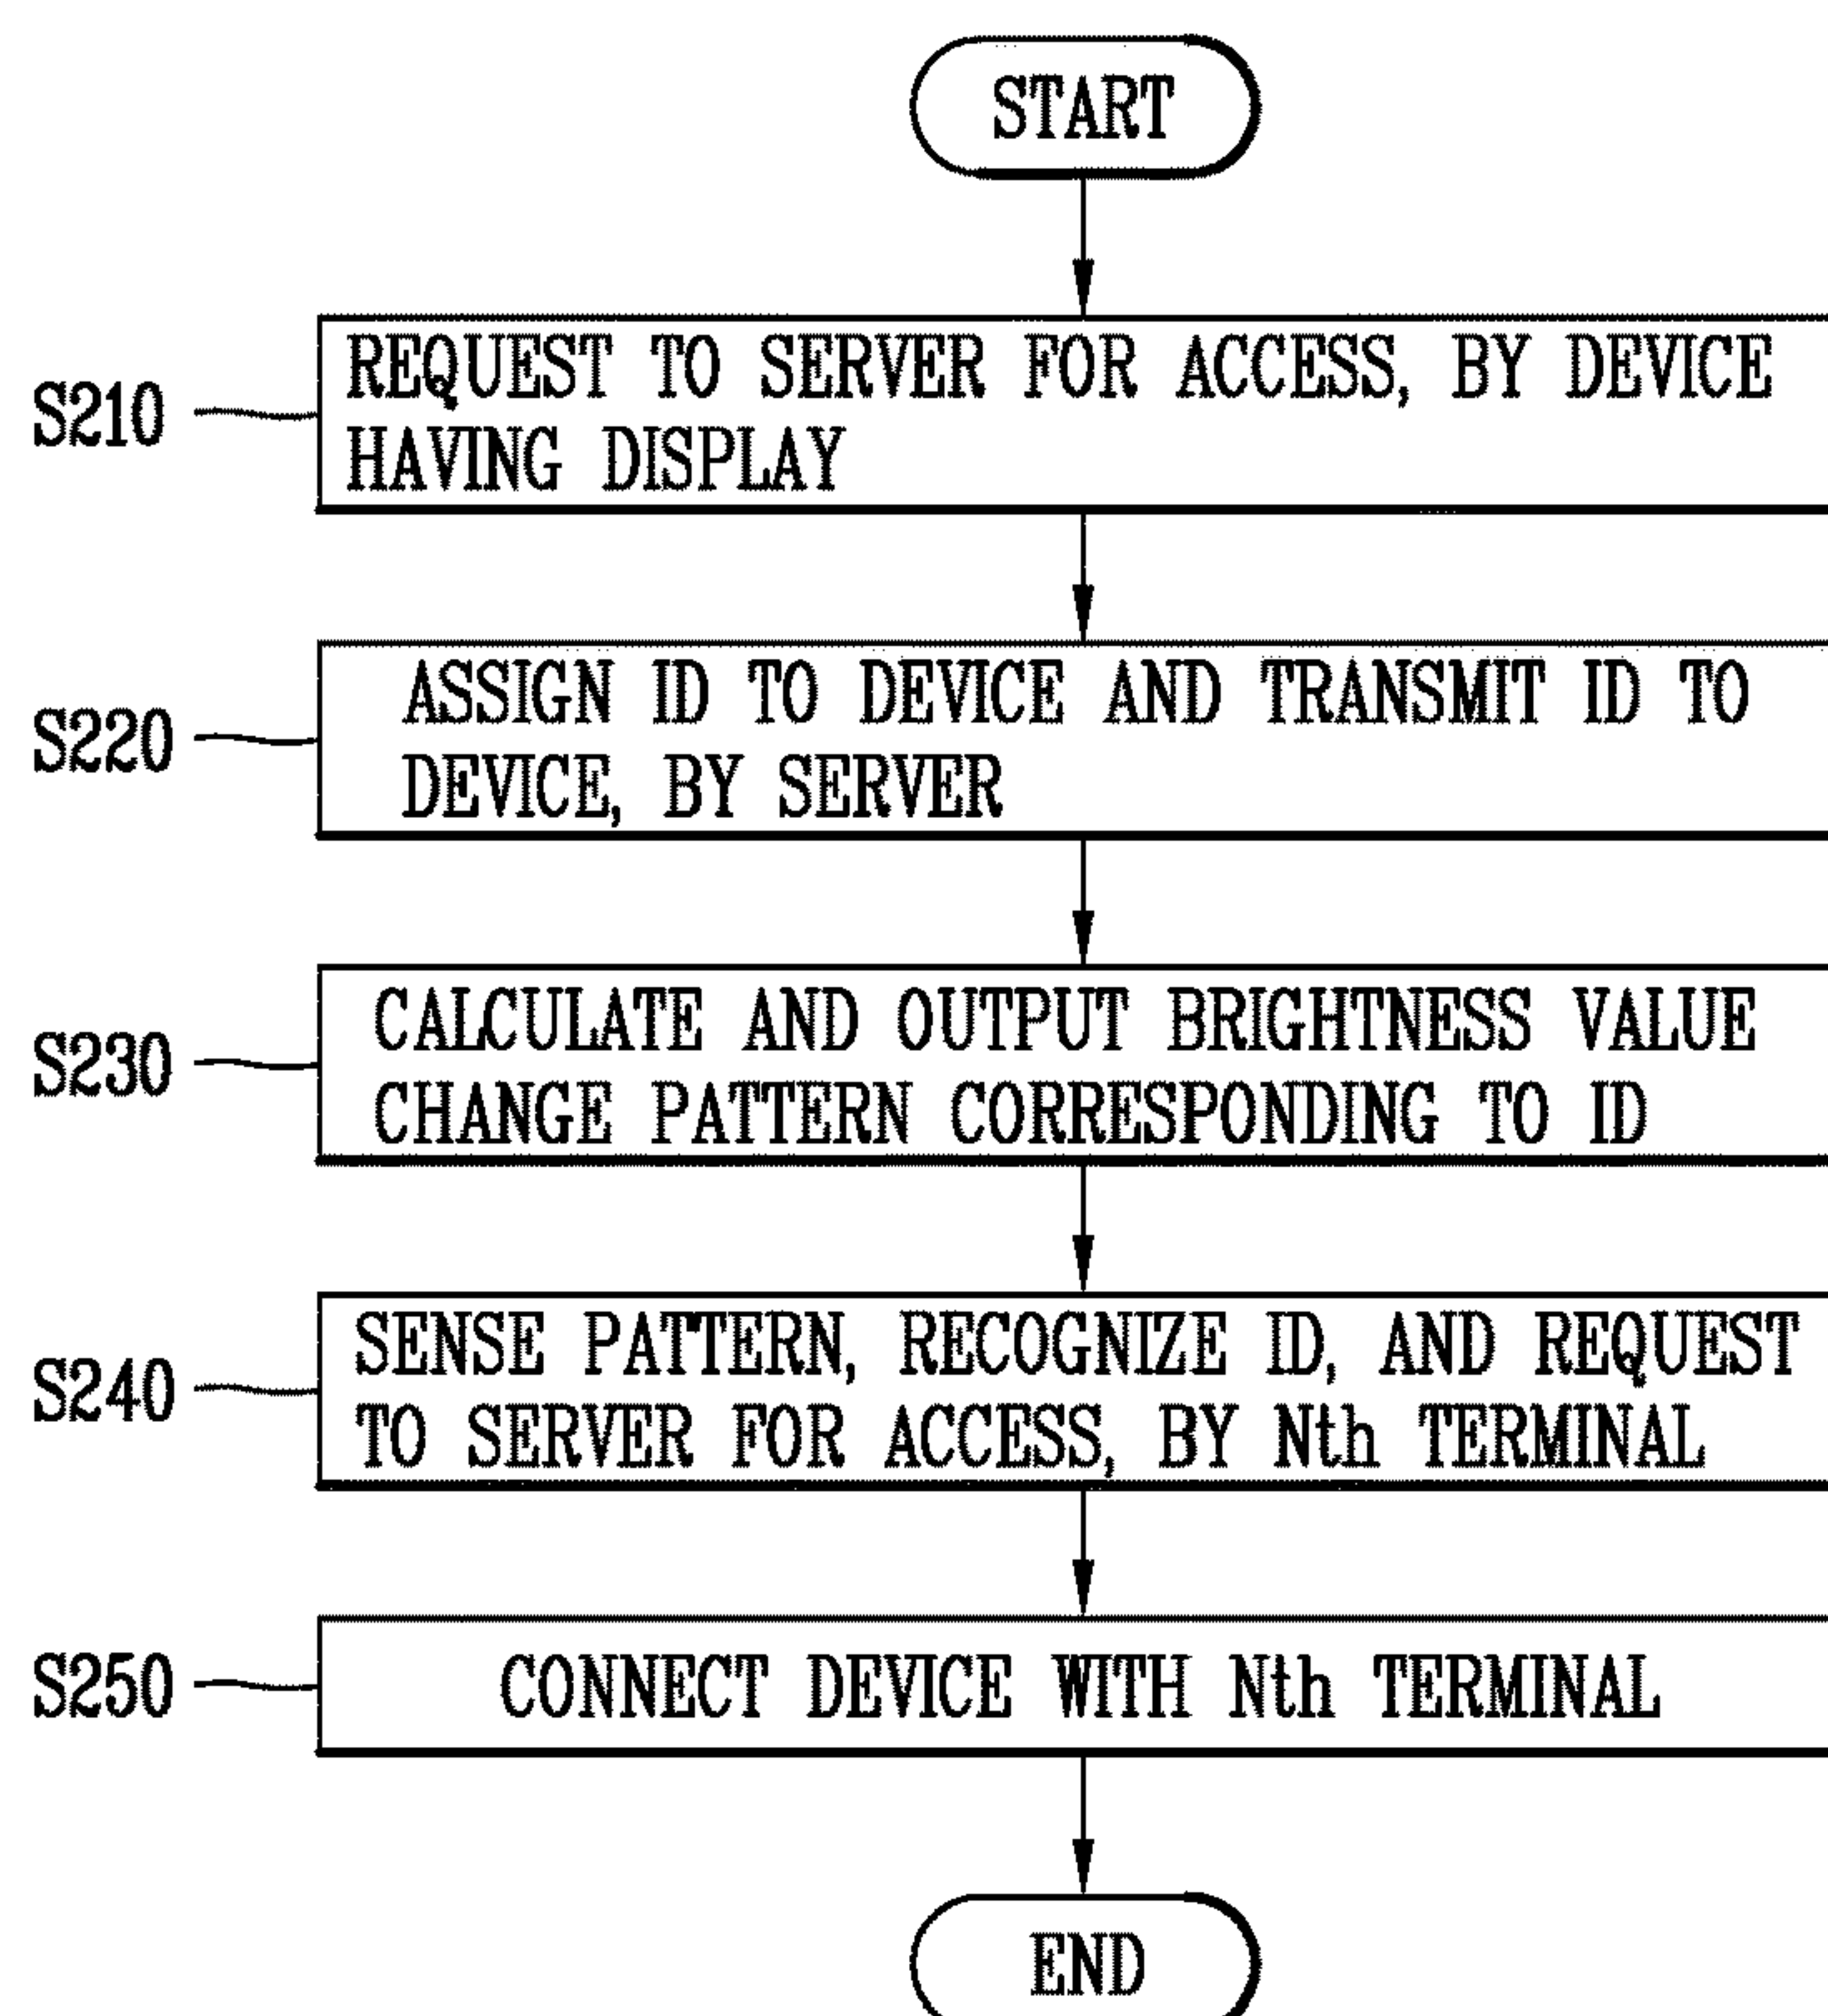 START
S210
REQUEST TO SERVER FOR ACCESS, BY DEVICE
HAVING DISPLAY
S220
ASSIGN ID TO DEVICE AND TRANSMIT ID TO
DEVICE, BY SERVER
S230
CALCULATE AND OUTPUT BRIGHTNESS VALUE
CHANGE PATTERN CORRESPONDING TO ID
S240
SENSE PATTERN, RECOGNIZE ID, AND REQUEST
TO SERVER FOR ACCESS, BY Nth TERMINAL
S250
CONNECT DEVICE WITH Nth TERMINAL
END